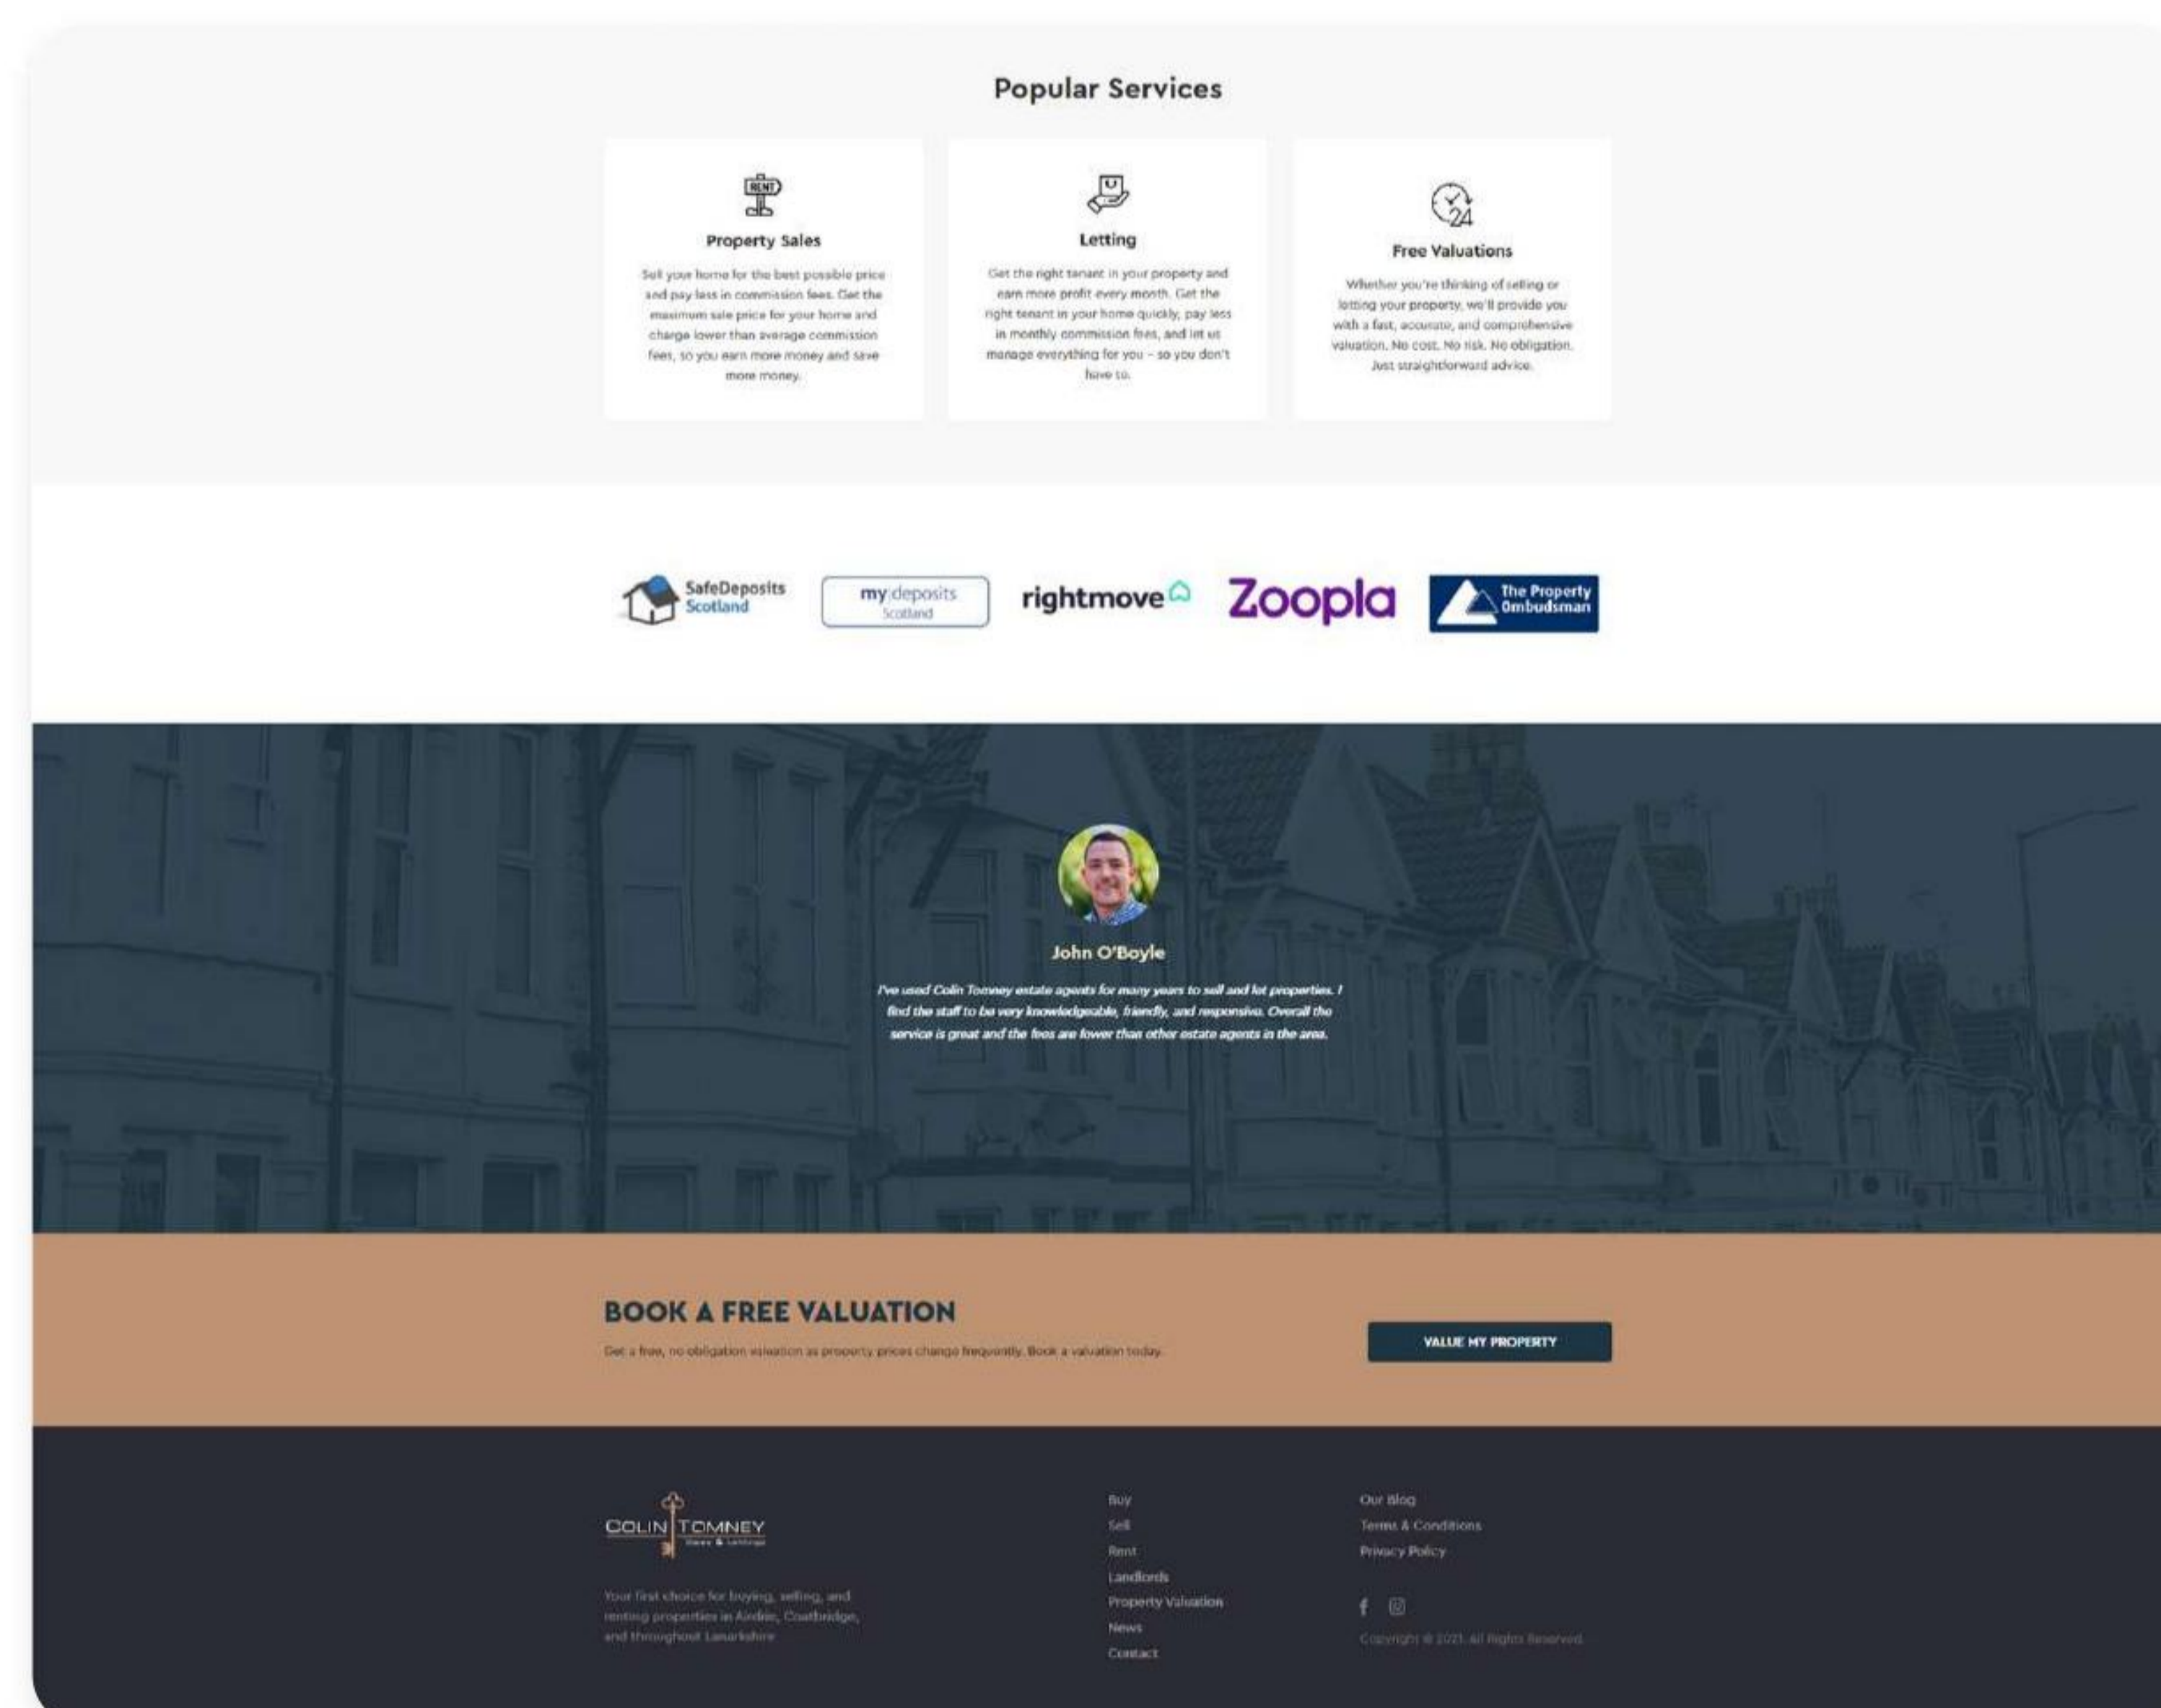 Popular Services
RENT
Property Sales
Sell your home for the best possible price
and pay less in commission fees. Get the
maximum sale price for your home and
charge lower than average commission
fees, so you earn more money and save
more money.
Letting
Get the right tenant in your property and
earn more profit every month. Get the
right tenant in your home quickly, pay less
in monthly commission fees, and let us
manage everything for you – so you don't
have to.
24
Free Valuations
Whether you're thinking of selling or
letting your property, we'll provide you
with a fast, accurate, and comprehensive
valuation. No cost. No risk. No obligation.
Just straightforward advice.
SafeDeposits
Scotland
my deposits
Scotland
rightmove
Zoopla
The Property
Ombudsman
John O'Boyle
I've used Colin Tomney estate agents for many years to sell and let properties. I
find the staff to be very knowledgeable, friendly, and responsive. Overall the
service is great and the fees are lower than other estate agents in the area.
BOOK A FREE VALUATION
Get a free, no-obligation valuation as property prices change frequently. Book a valuation today.
VALUE MY PROPERTY
COLIN TOMNEY
Sales & Lettings
Your first choice for buying, selling, and
renting properties in Airdrie, Coatbridge,
and throughout Lanarkshire
Buy
Sell
Rent
Landlords
Property Valuation
News
Contact
Our Blog
Terms & Conditions
Privacy Policy
Copyright © 2021. All Rights Reserved.